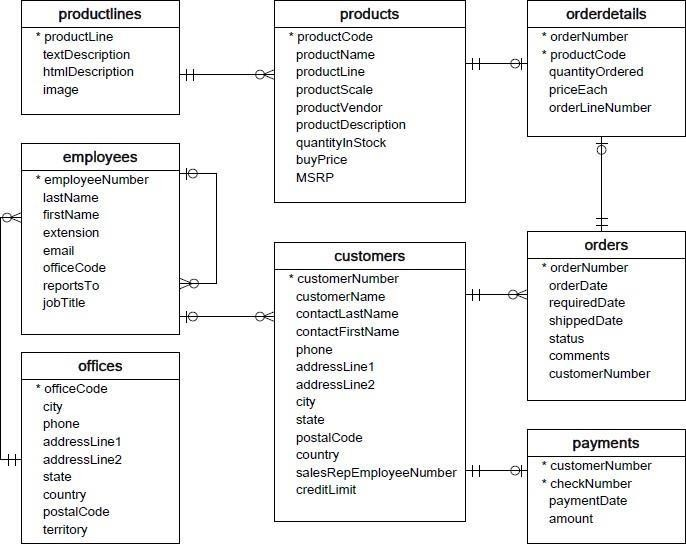 productlines
* productLine
textDescription
htmlDescription
image
products
* productCode
productName
productLine
productScale
productVendor
productDescription
quantityInStock
buyPrice
MSRP
orderdetails
* orderNumber
* productCode
quantityOrdered
priceEach
orderLineNumber
employees
* employeeNumber
lastName
firstName
extension
email
officeCode
reportsTo
jobTitle
customers
* customerNumber
customerName
contactLastName
contactFirstName
phone
addressLine1
addressLine2
city
state
postalCode
country
salesRepEmployeeNumber
creditLimit
orders
* orderNumber
orderDate
requiredDate
shippedDate
status
comments
customerNumber
offices
* officeCode
city
phone
addressLine1
addressLine2
state
country
postalCode
territory
payments
* customerNumber
* checkNumber
paymentDate
amount